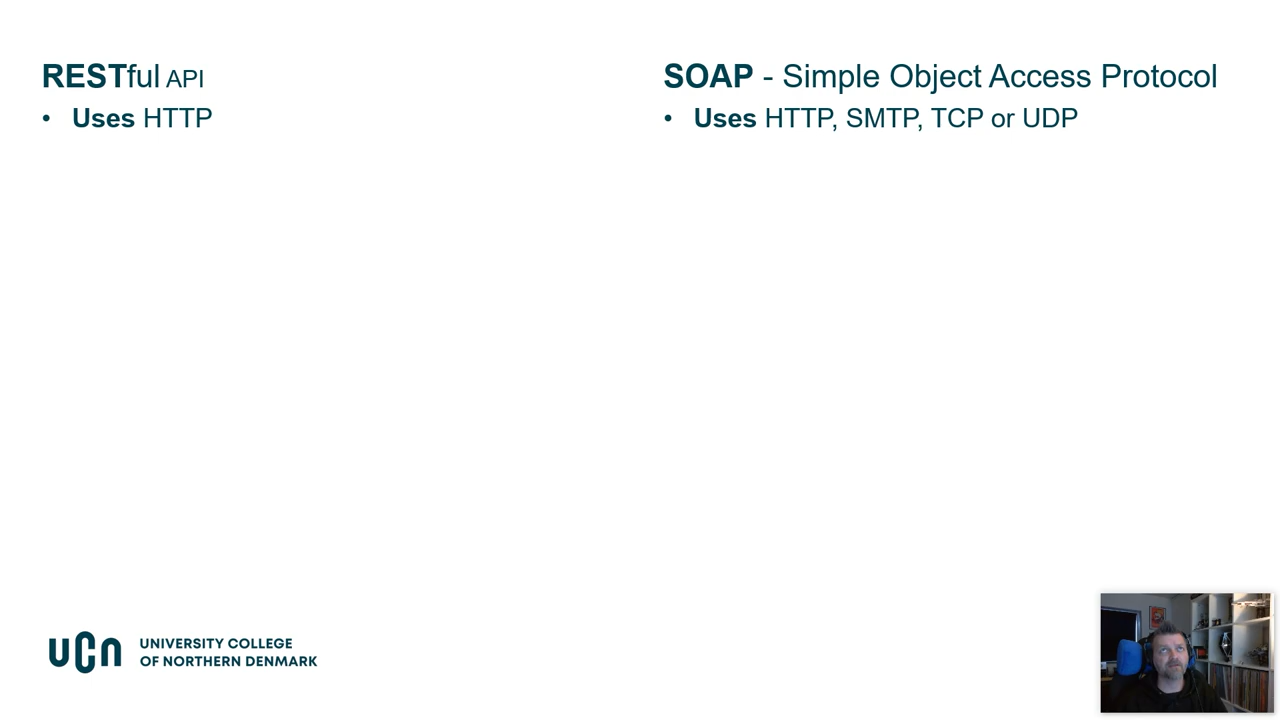 RESTful API
• Uses HTTP
SOAP - Simple Object Access Protocol
• Uses HTTP, SMTP, TCP or UDP
ucn UNIVERSITY COLLEGE
OF NORTHERN DENMARK